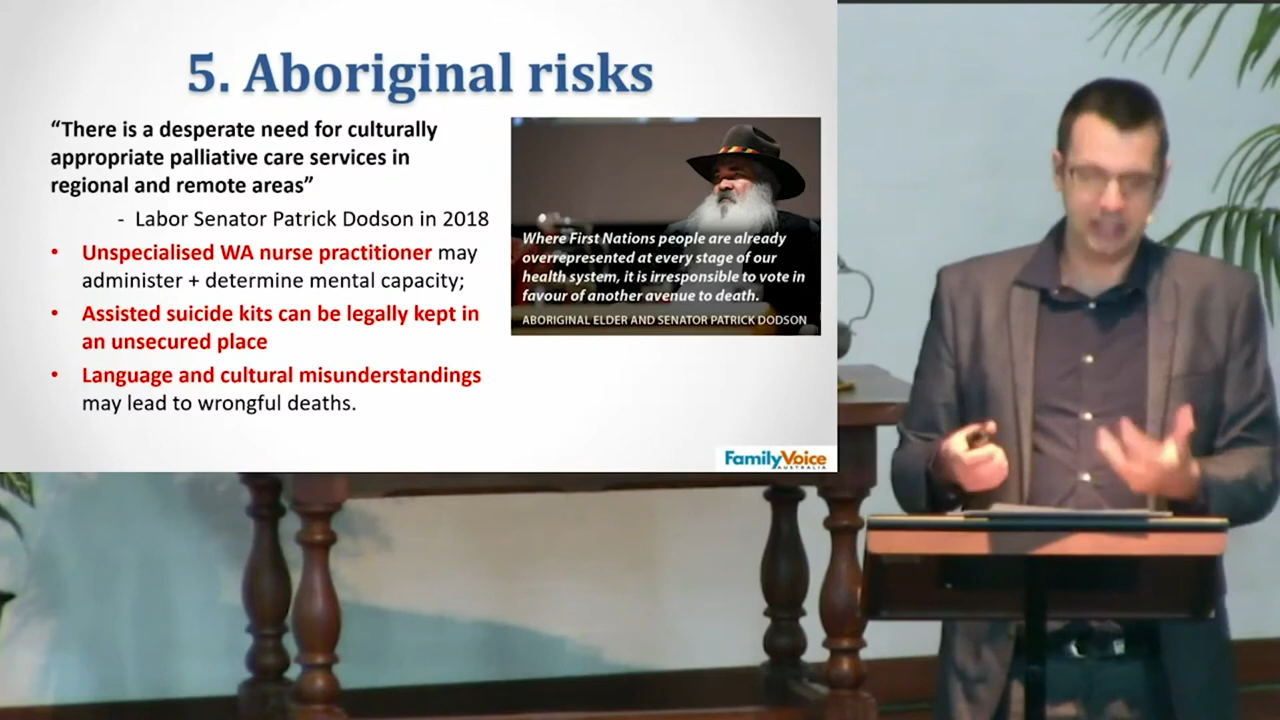 5. Aboriginal risks
“There is a desperate need for culturally
appropriate palliative care services in
regional and remote areas”
- Labor Senator Patrick Dodson in 2018
• Unspecialised WA nurse practitioner may
administer + determine mental capacity;
• Assisted suicide kits can be legally kept in
an unsecured place
• Language and cultural misunderstandings
may lead to wrongful deaths.
Where First Nations people are already
overrepresented at every stage of our
health system, it is irresponsible to vote in
favour of another avenue to death.
ABORIGINAL ELDER AND SENATOR PATRICK DODSON
FamilyVoice
AUSTRALIA